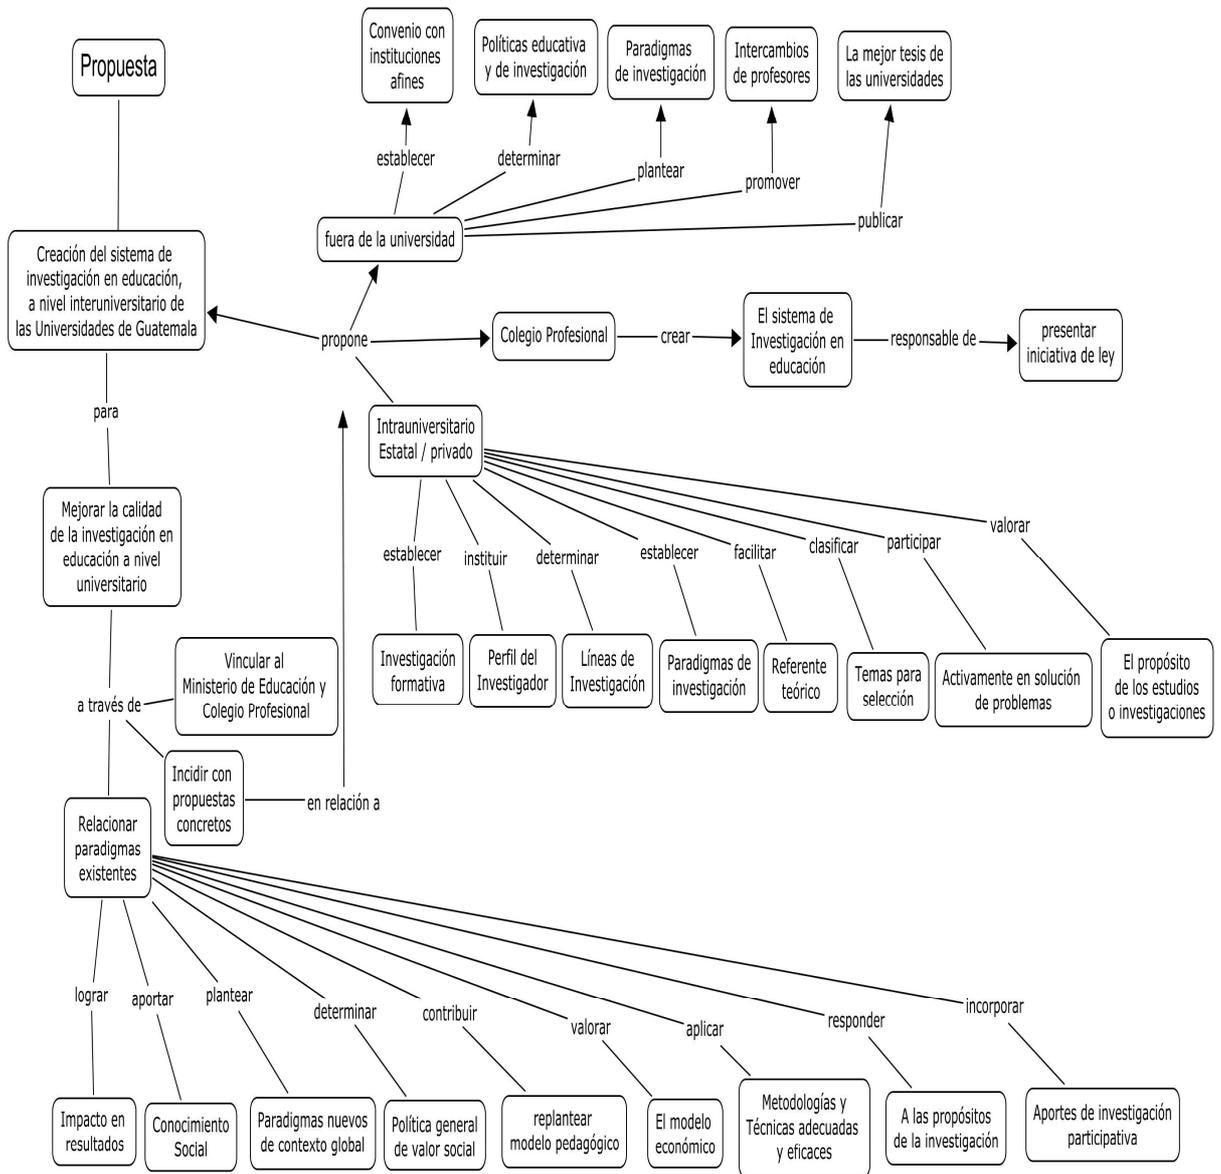 Propuesta
Convenio con
instituciones
afines
Políticas educativa
y de investigación
Paradigmas
de investigación
Intercambios
de profesores
La mejor tesis de
las universidades
establecer
determinar
plantear
promover
publicar
fuera de la universidad
Creación del sistema de
investigación en educación,
a nivel interuniversitario de
las Universidades de Guatemala
propone
Colegio Profesional
crear
El sistema de
Investigación en
educación
responsable de
presentar
iniciativa de ley
para
Intrauniversitario
Estatal / privado
Mejorar la calidad
de la investigación en
educación a nivel
universitario
establecer
instituir
determinar
establecer
facilitar
clasificar
participar
valorar
Investigación
formativa
Perfil del
Investigador
Líneas de
Investigación
Paradigmas de
investigación
Referente
teórico
Temas para
selección
Activamente en solución
de problemas
El propósito
de los estudios
o investigaciones
a través de
Vincular al
Ministerio de Educación y
Colegio Profesional
Incidir con
propuestas
concretos
en relación a
Relacionar
paradigmas
existentes
lograr
aportar
plantear
determinar
contribuir
valorar
aplicar
responder
incorporar
Impacto en
resultados
Conocimiento
Social
Paradigmas nuevos
de contexto global
Política general
de valor social
replantear
modelo pedagógico
El modelo
económico
Metodologías y
Técnicas adecuadas
y eficaces
A las propósitos
de la investigación
Aportes de investigación
participativa